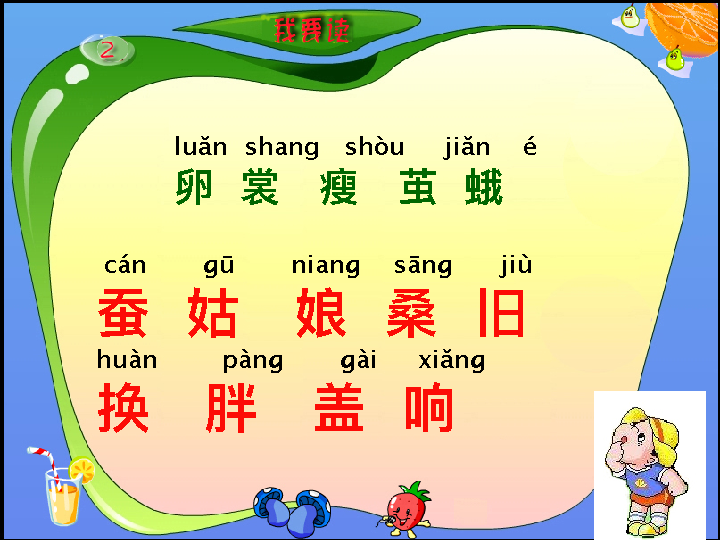 我要读
2
luǎn shang shòu jiǎn é
卵 裳 瘦 茧 蛾
cán gū niang sāng jiù
蚕 姑 娘 桑 旧
huàn pàng gài xiǎng
换 胖 盖 响